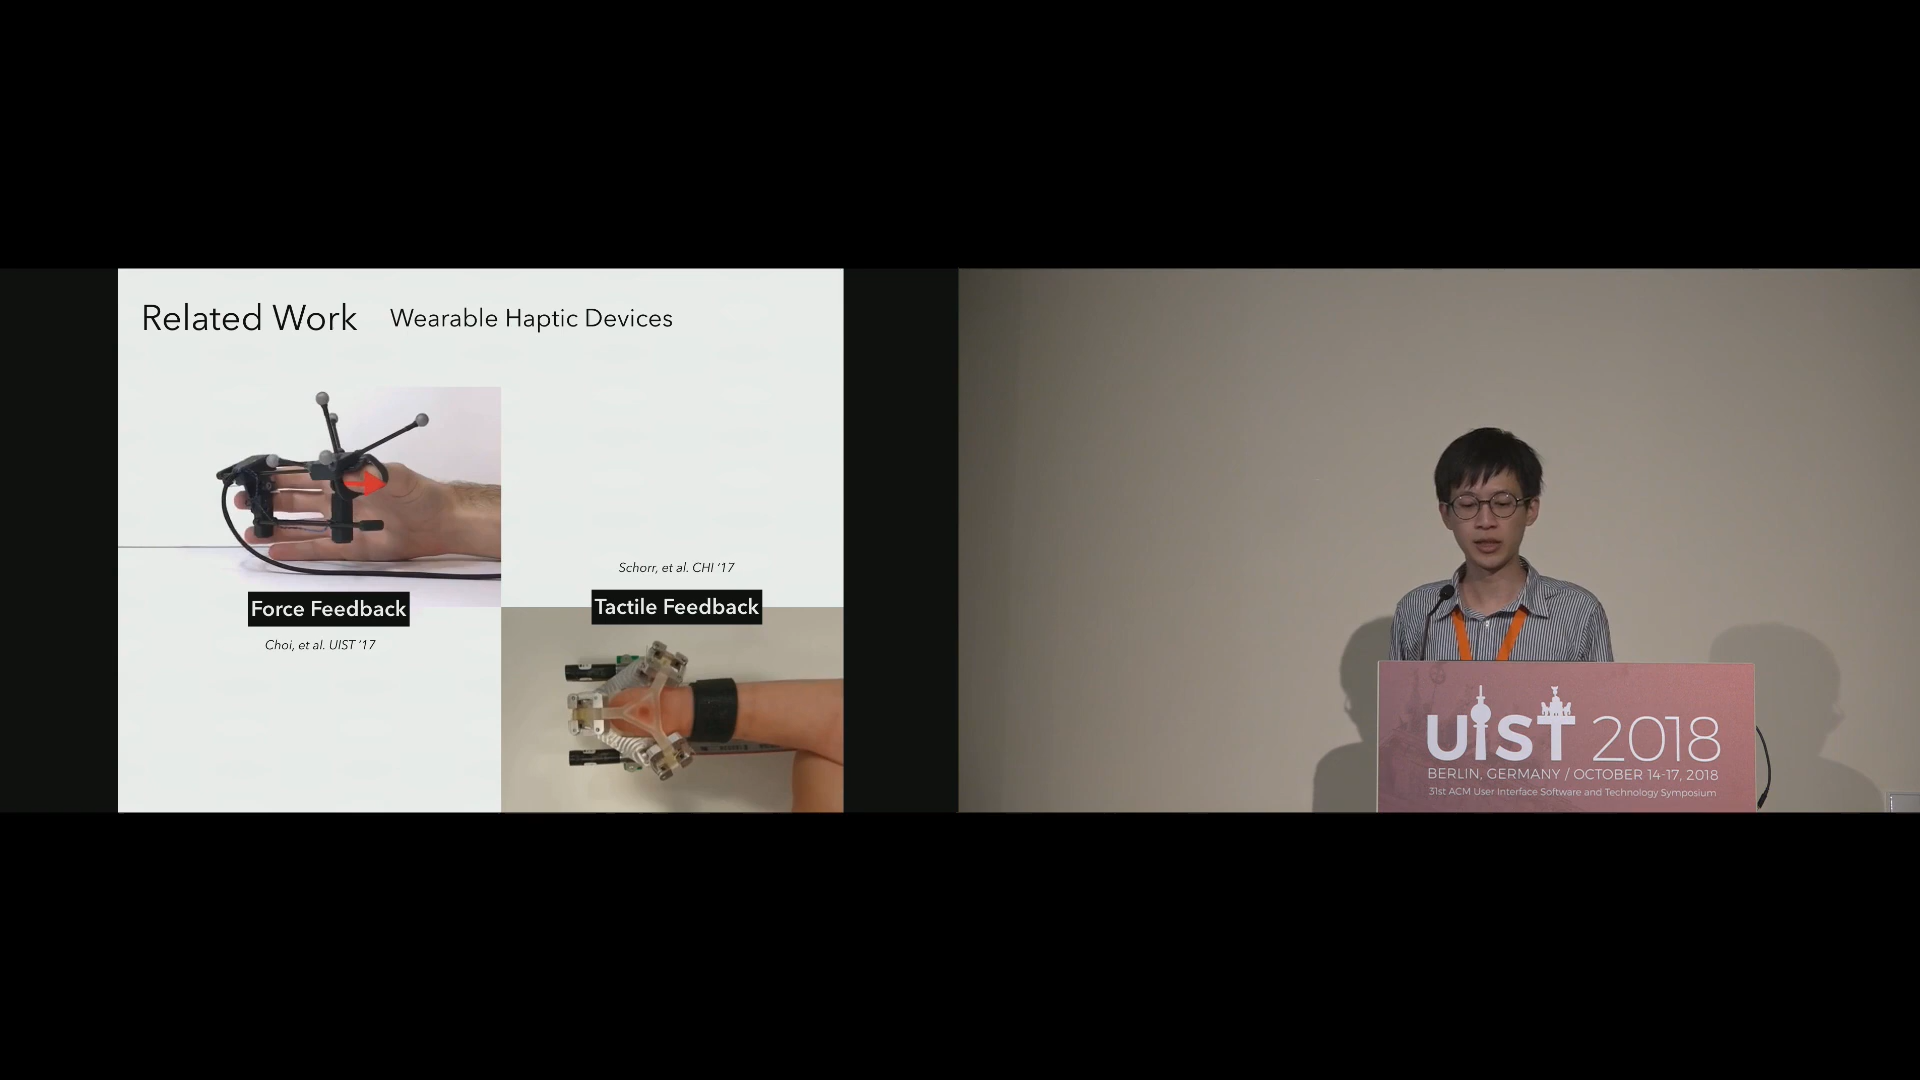 Related Work
Wearable Haptic Devices
Force Feedback
Choi, et al. UIST ‘17
Schorr, et al. CHI ‘17
Tactile Feedback
UIST 2018
BERLIN, GERMANY / OCTOBER 14-17, 2018
31st ACM User Interface Software and Technology Symposium